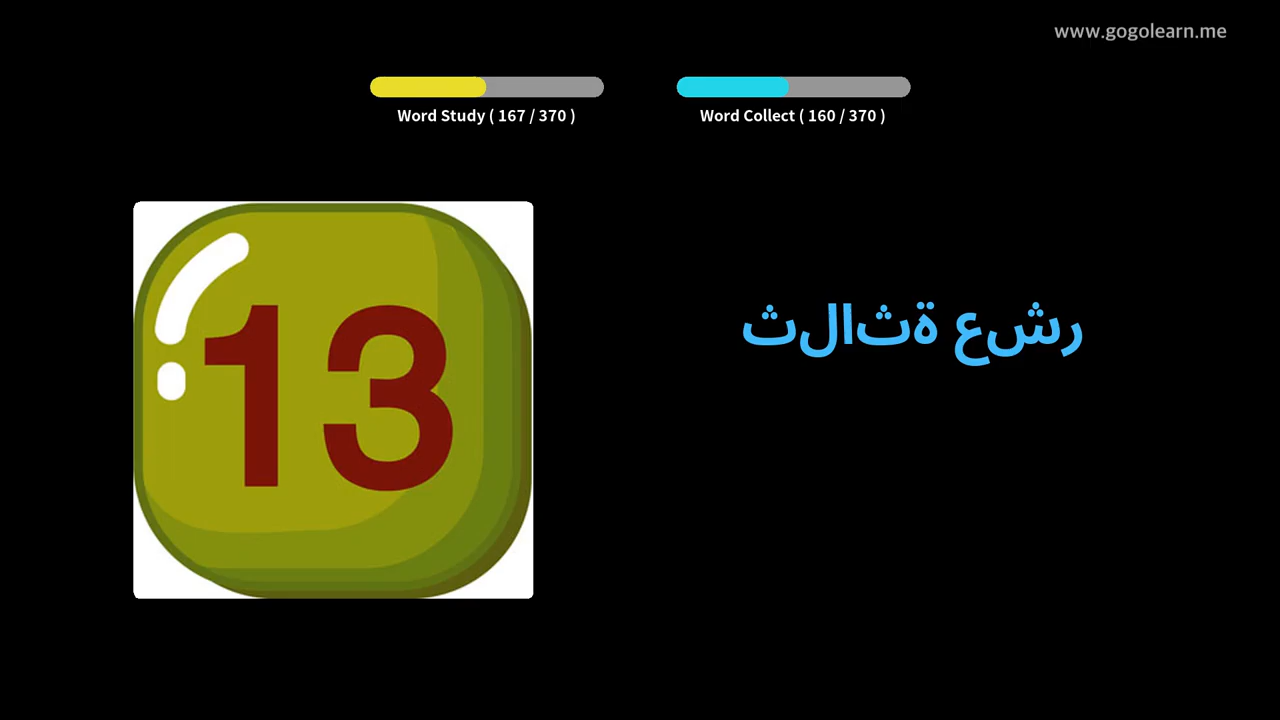 www.gogolearn.me
Word Study ( 167 / 370 )
Word Collect ( 160 / 370 )
13
رشع ةثالث